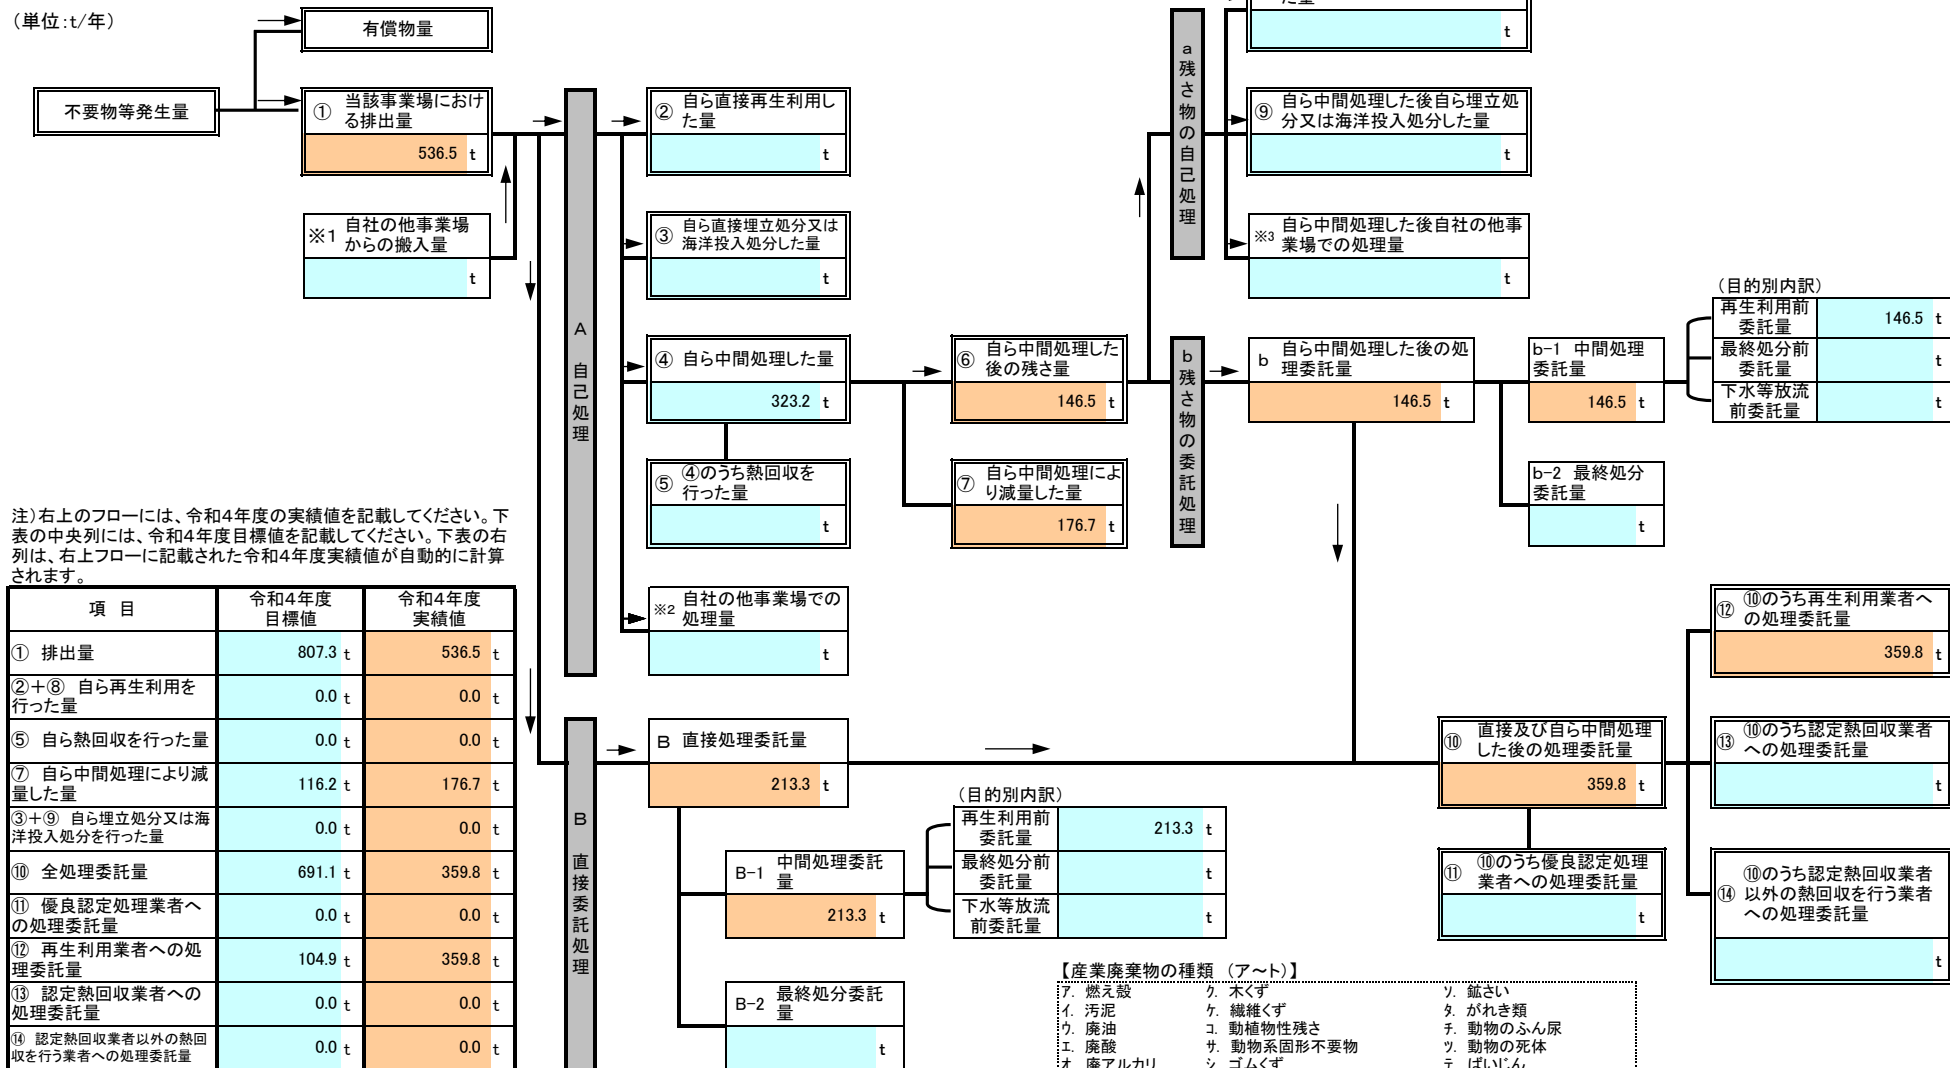 （単位：t/年）
有償物量
不要物等発生量
① 当該事業場におけ
る排出量
536.5 t
※1 自社の他事業場
からの搬入量
t
A 自己処理
② 自ら直接再生利用し
た量
t
③ 自ら直接埋立処分又は
海洋投入処分した量
t
④ 自ら中間処理した量
323.2 t
⑤ ④のうち熱回収を
行った量
t
※2 自社の他事業場での
処理量
t
⑥ 自ら中間処理した
後の残さ量
146.5 t
⑦ 自ら中間処理によ
り減量した量
176.7 t
a 残さ物の自己処理
t
⑨ 自ら中間処理した後自ら埋立処
分又は海洋投入処分した量
t
※3 自ら中間処理した後自社の他事
業場での処理量
t
b 残さ物の委託処理
b 自ら中間処理した後の処
理委託量
146.5 t
b-1 中間処理
委託量
146.5 t
b-2 最終処分
委託量
t
（目的別内訳）
再生利用前
委託量
146.5 t
最終処分前
委託量
t
下水等放流
前委託量
t
注）右上のフローには、令和４年度の実績値を記載してください。下
表の中央列には、令和４年度目標値を記載してください。下表の右
列は、右上フローに記載された令和４年度実績値が自動的に計算
されます。
項 目 令和４年度
目標値 令和４年度
実績値
① 排出量 807.3 t 536.5 t
②＋⑧ 自ら再生利用を
行った量 0.0 t 0.0 t
⑤ 自ら熱回収を行った量 0.0 t 0.0 t
⑦ 自ら中間処理により減
量した量 116.2 t 176.7 t
③＋⑨ 自ら埋立処分又は海
洋投入処分を行った量 0.0 t 0.0 t
⑩ 全処理委託量 691.1 t 359.8 t
⑪ 優良認定処理業者へ
の処理委託量 0.0 t 0.0 t
⑫ 再生利用業者への処
理委託量 104.9 t 359.8 t
⑬ 認定熱回収業者への
処理委託量 0.0 t 0.0 t
⑭ 認定熱回収業者以外の熱回
収を行う業者への処理委託量 0.0 t 0.0 t
B 直接委託処理
B 直接処理委託量
213.3 t
B-1 中間処理委託
量
213.3 t
B-2 最終処分委託
量
t
（目的別内訳）
再生利用前
委託量
213.3 t
最終処分前
委託量
t
下水等放流
前委託量
t
⑩ 直接及び自ら中間処理
した後の処理委託量
359.8 t
⑪ ⑩のうち優良認定処理
業者への処理委託量
t
⑫ ⑩のうち再生利用業者へ
の処理委託量
359.8 t
⑬ ⑩のうち認定熱回収業者
への処理委託量
t
⑭ ⑩のうち認定熱回収業者
以外の熱回収を行う業者
への処理委託量
t
【産業廃棄物の種類 （ア～ト）】
ア. 燃え殻 ク. 木くず ソ. 鉱さい
イ. 汚泥 ケ. 繊維くず タ. がれき類
ウ. 廃油 コ. 動植物性残さ チ. 動物のふん尿
エ. 廃酸 サ. 動物系固形不要物 ツ. 動物の死体
オ. 廃アルカリ シ. ゴムくず テ. ばいじん